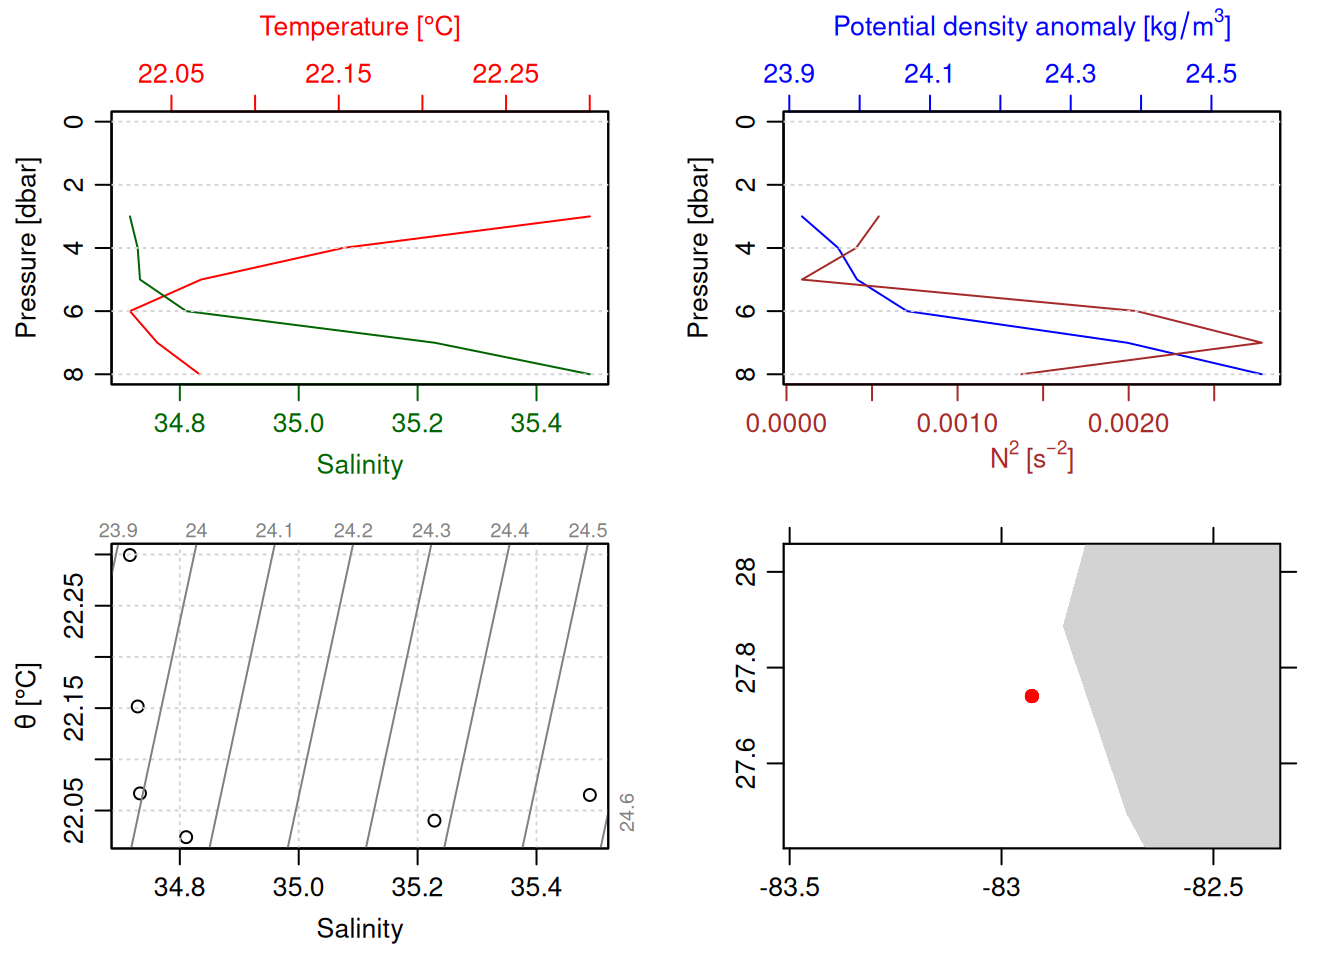 Temperature [°C]
22.05 22.15 22.25
Pressure [dbar]
0
2
4
6
8
34.8 35.0 35.2 35.4
Salinity
Potential density anomaly [kg/m³]
23.9 24.1 24.3 24.5
Pressure [dbar]
0
2
4
6
8
0.0000 0.0010 0.0020
N² [s⁻²]
23.9 24 24.1 24.2 24.3 24.4 24.5
24.6
θ [°C]
22.25
22.15
22.05
34.8 35.0 35.2 35.4
Salinity
28
27.8
27.6
-83.5 -83 -82.5